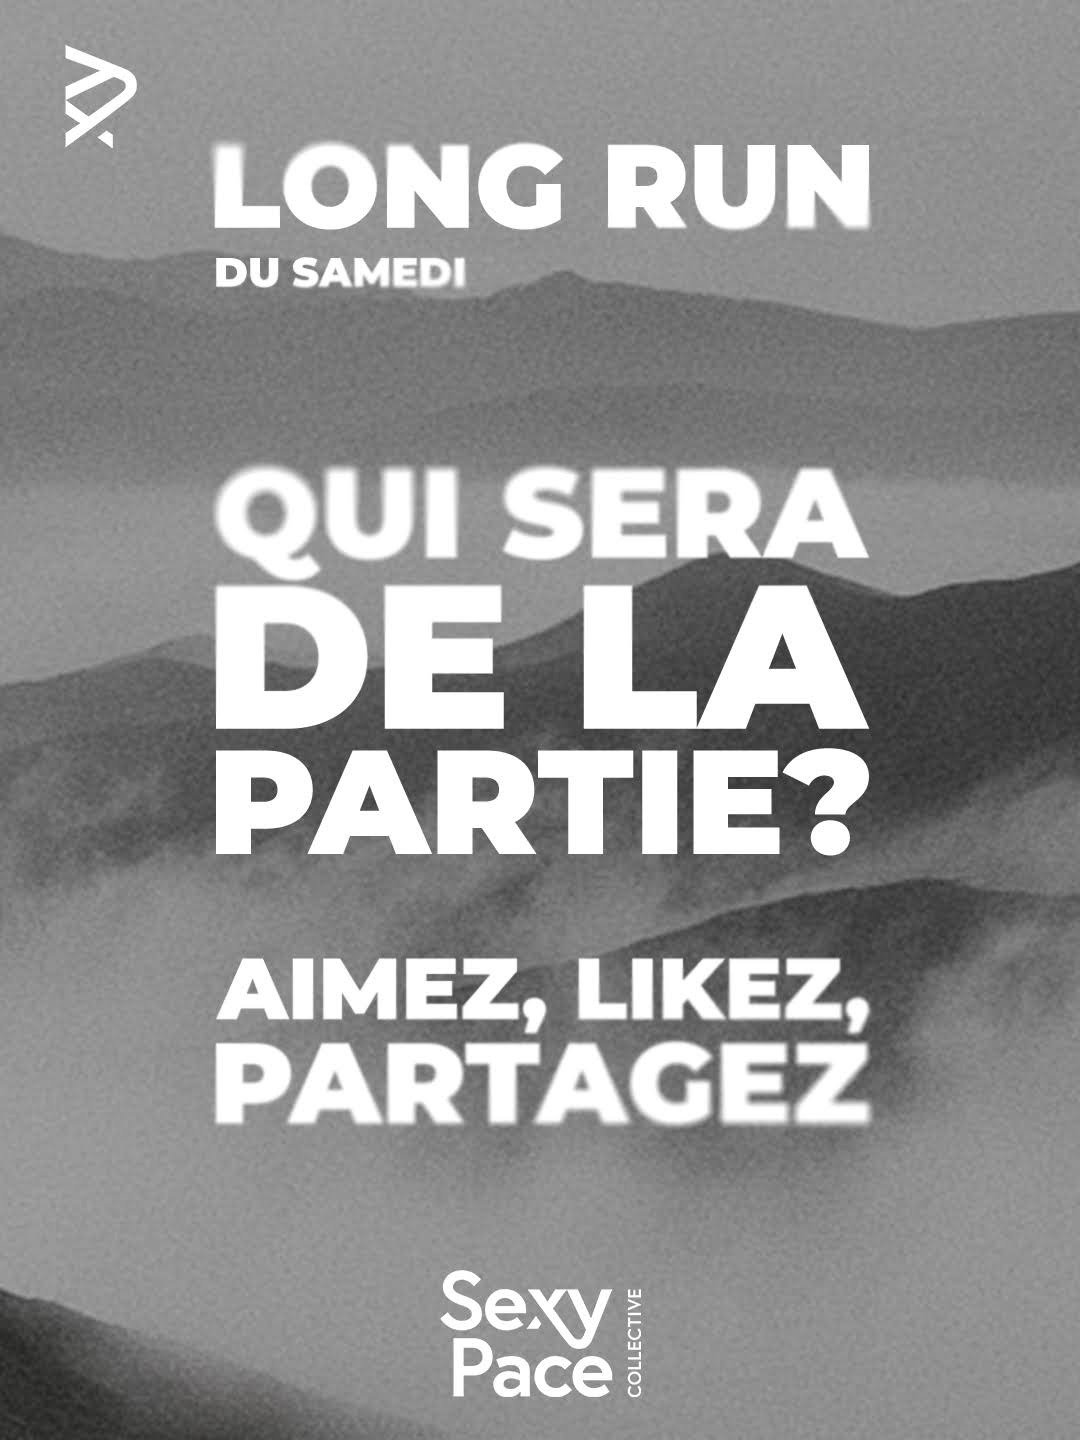 LONG RUN
DU SAMEDI
QUI SERA
DE LA
PARTIE?
AIMEZ, LIKEZ,
PARTAGEZ
Sexy
Pace
COLLECTIVE